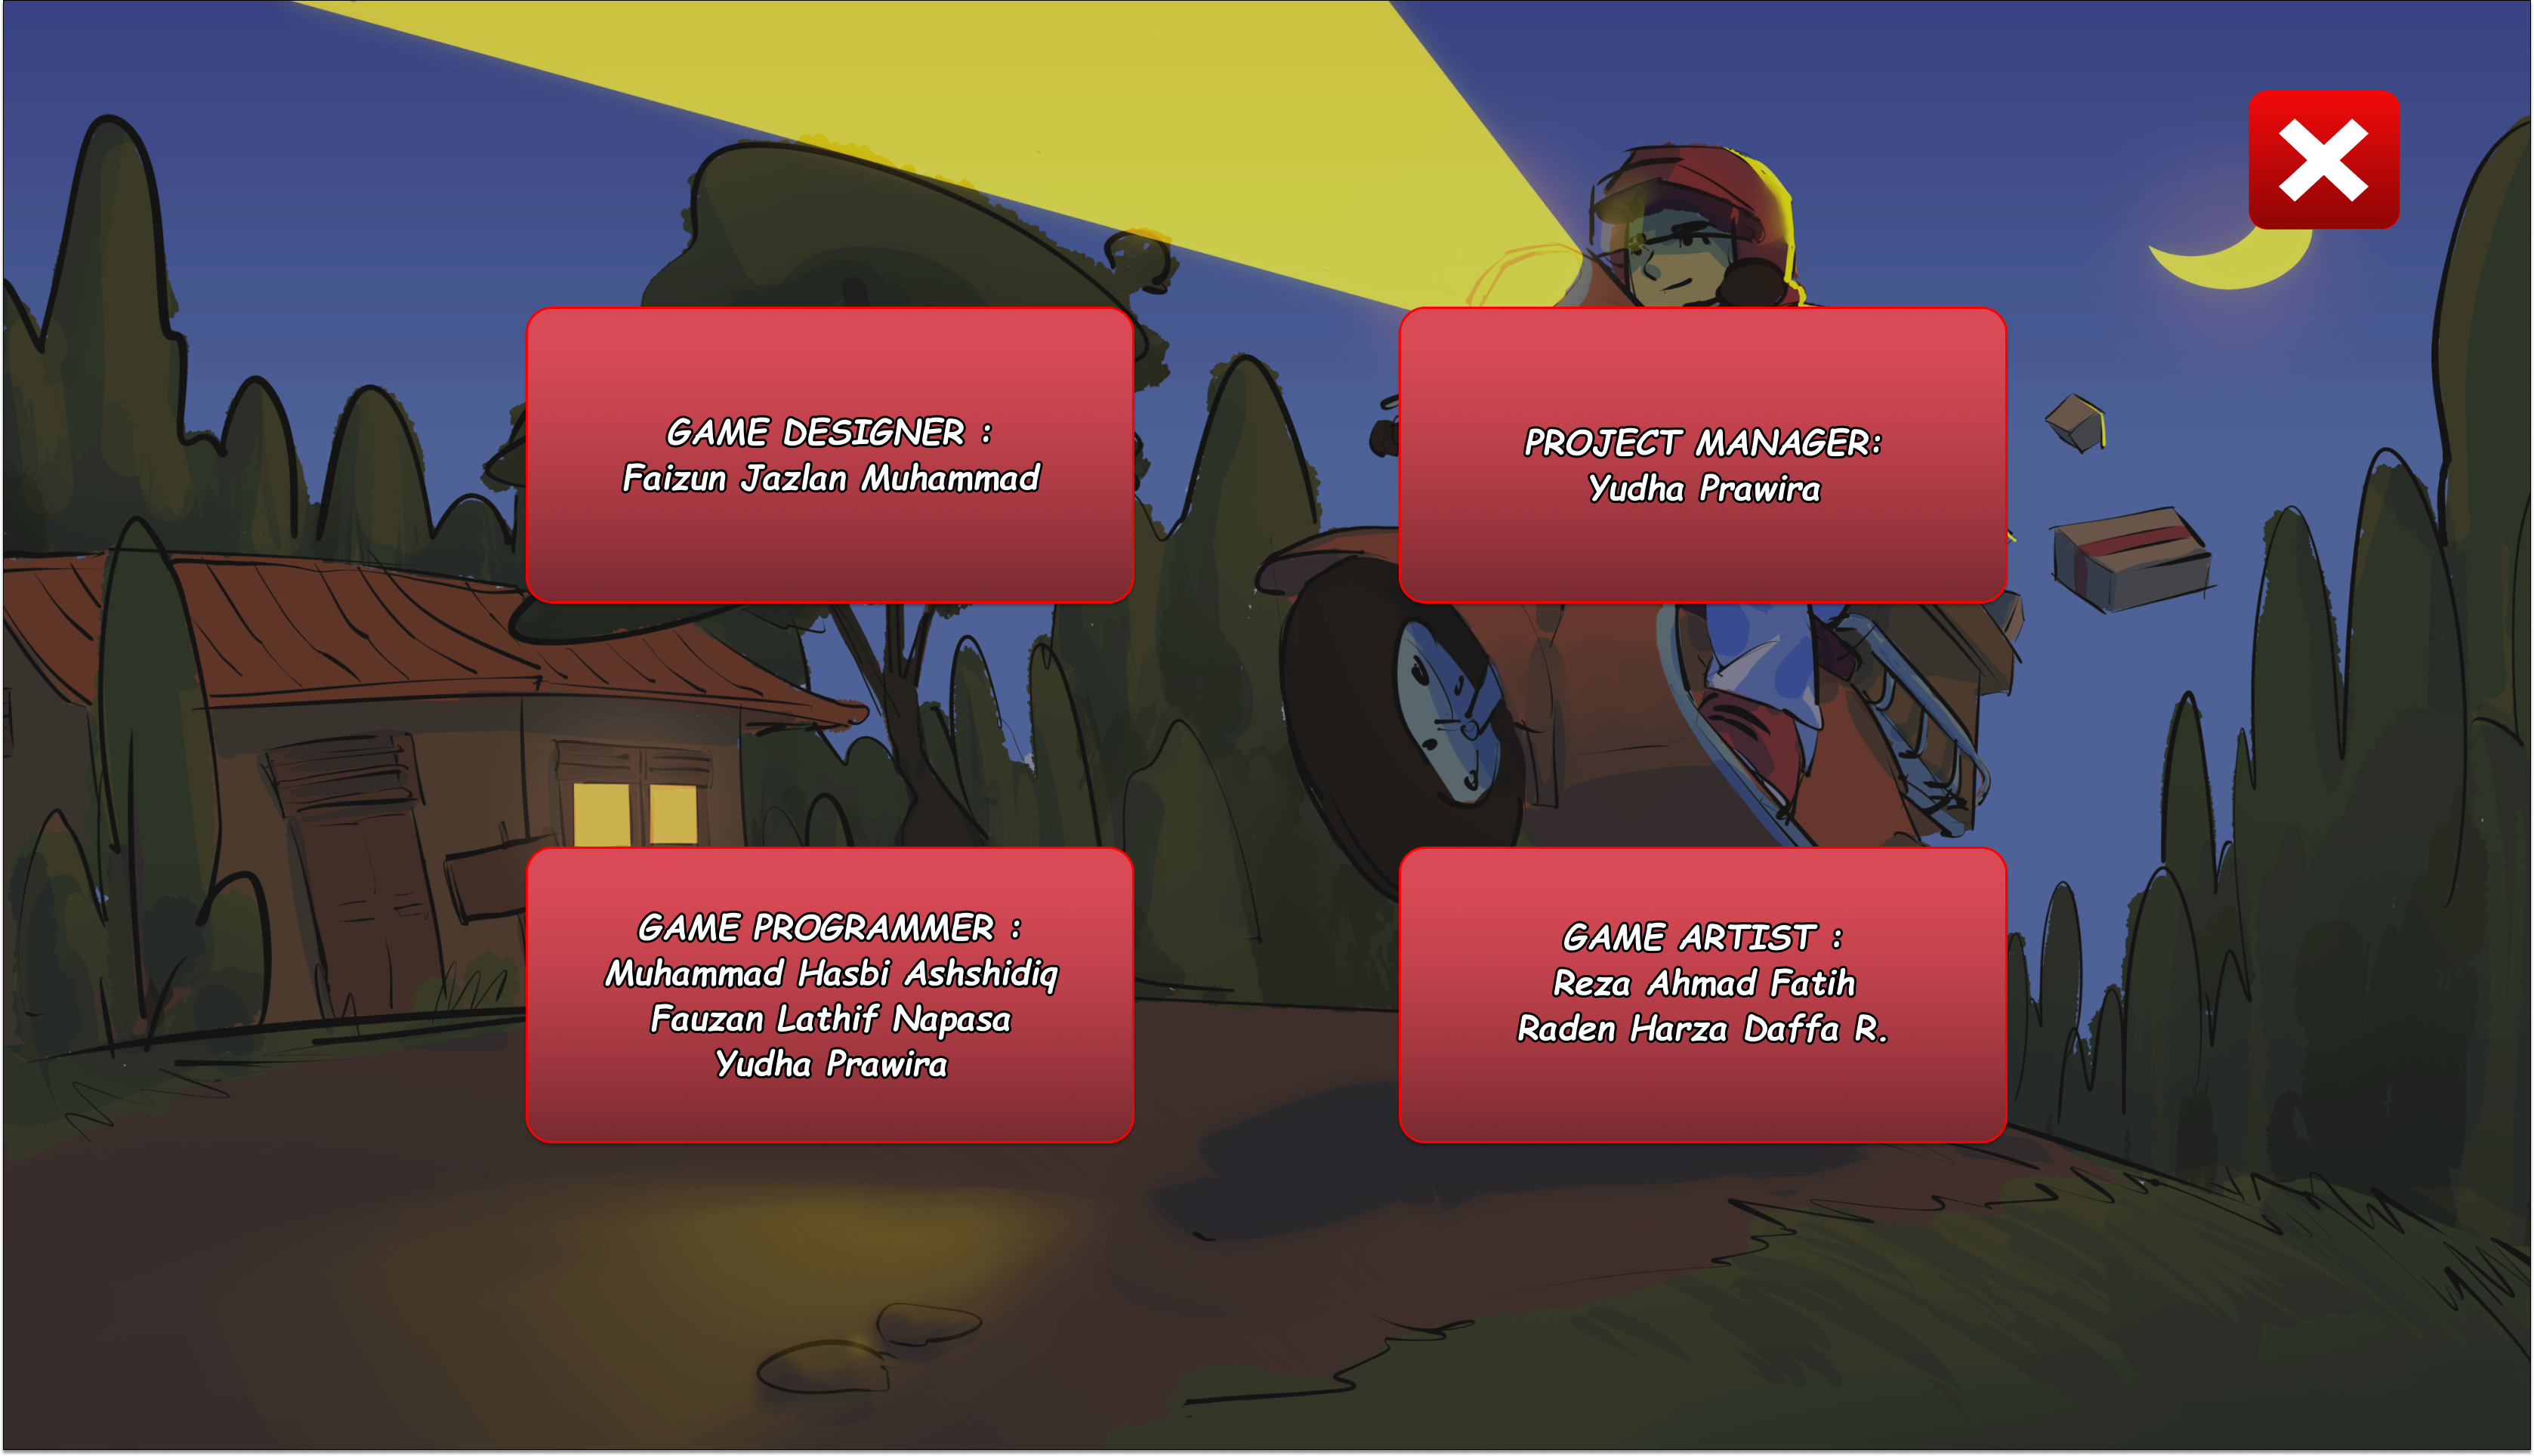 GAME DESIGNER :
Faizun Jazlan Muhammad
PROJECT MANAGER:
Yudha Prawira
GAME PROGRAMMER :
Muhammad Hasbi Ashshidiq
Fauzan Lathif Napasa
Yudha Prawira
GAME ARTIST :
Reza Ahmad Fatih
Raden Harza Daffa R.